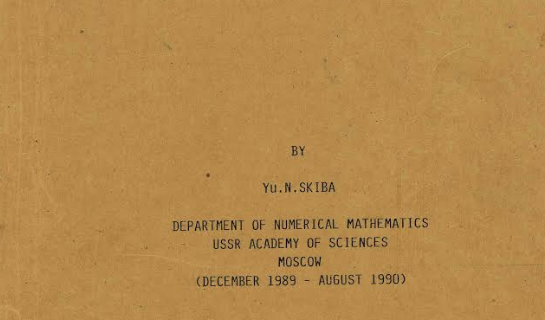 BY
Yu.N.SKIBA
DEPARTMENT OF NUMERICAL MATHEMATICS
USSR ACADEMY OF SCIENCES
MOSCOW
(DECEMBER 1989 - AUGUST 1990)